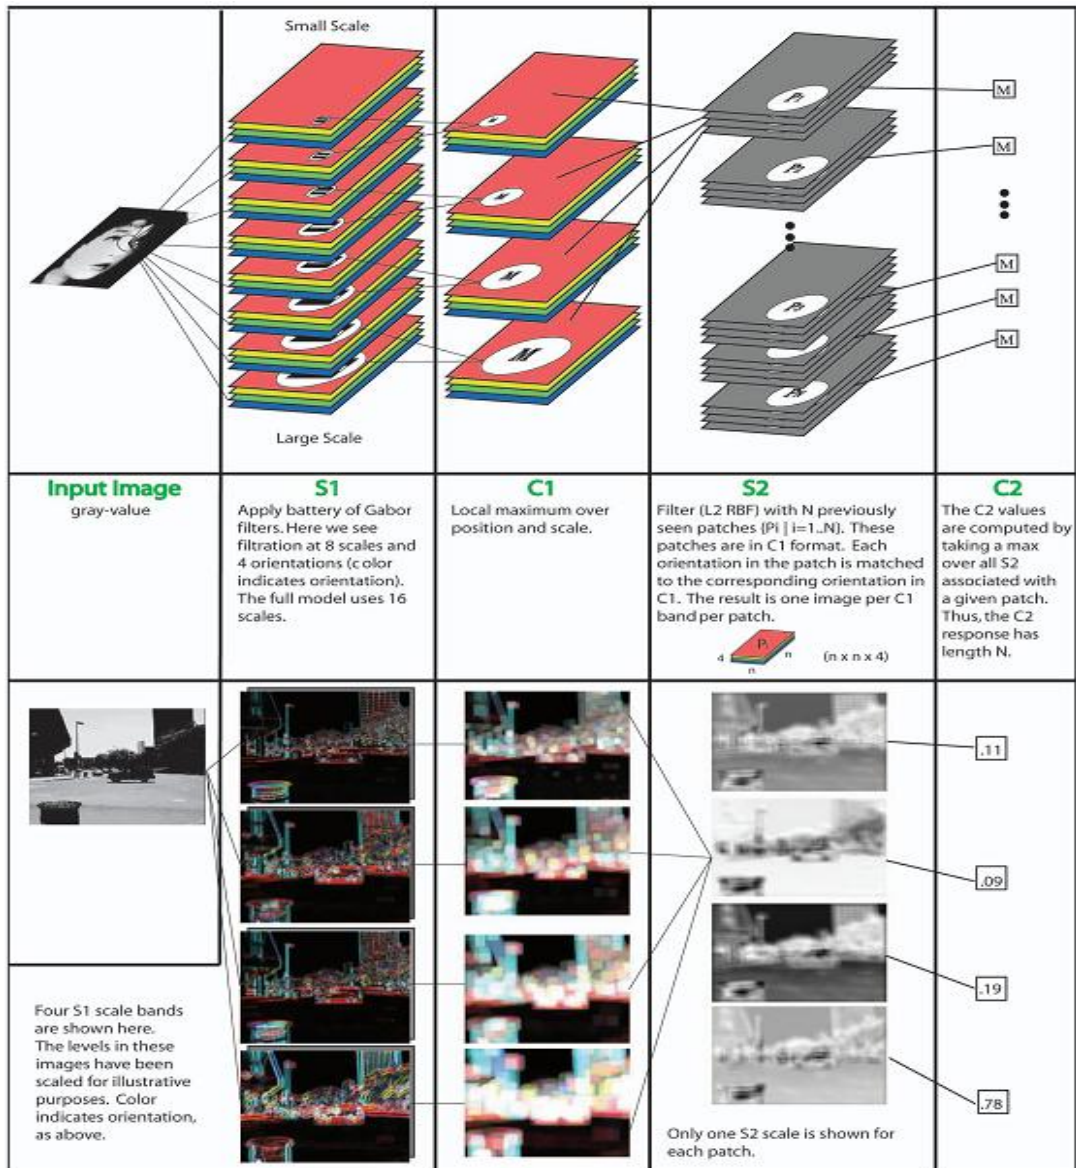 Small Scale
P1
M
M
P2
M
M
M
M
P3
M
M
M
Large Scale
Input Image
gray-value
S1
Apply battery of Gabor
filters. Here we see
filtration at 8 scales and
4 orientations (color
indicates orientation).
The full model uses 16
scales.
C1
Local maximum over
position and scale.
S2
Filter (L2 RBF) with N previously
seen patches {Pi | i=1..N}. These
patches are in C1 format. Each
orientation in the patch is matched
to the corresponding orientation in
C1. The result is one image per C1
band per patch.
Pi
4
n
n
(n x n x 4)
C2
The C2 values
are computed by
taking a max
over all S2
associated with
a given patch.
Thus, the C2
response has
length N.
.11
.09
.19
.78
Four S1 scale bands
are shown here.
The levels in these
images have been
scaled for illustrative
purposes. Color
indicates orientation,
as above.
Only one S2 scale is shown for
each patch.